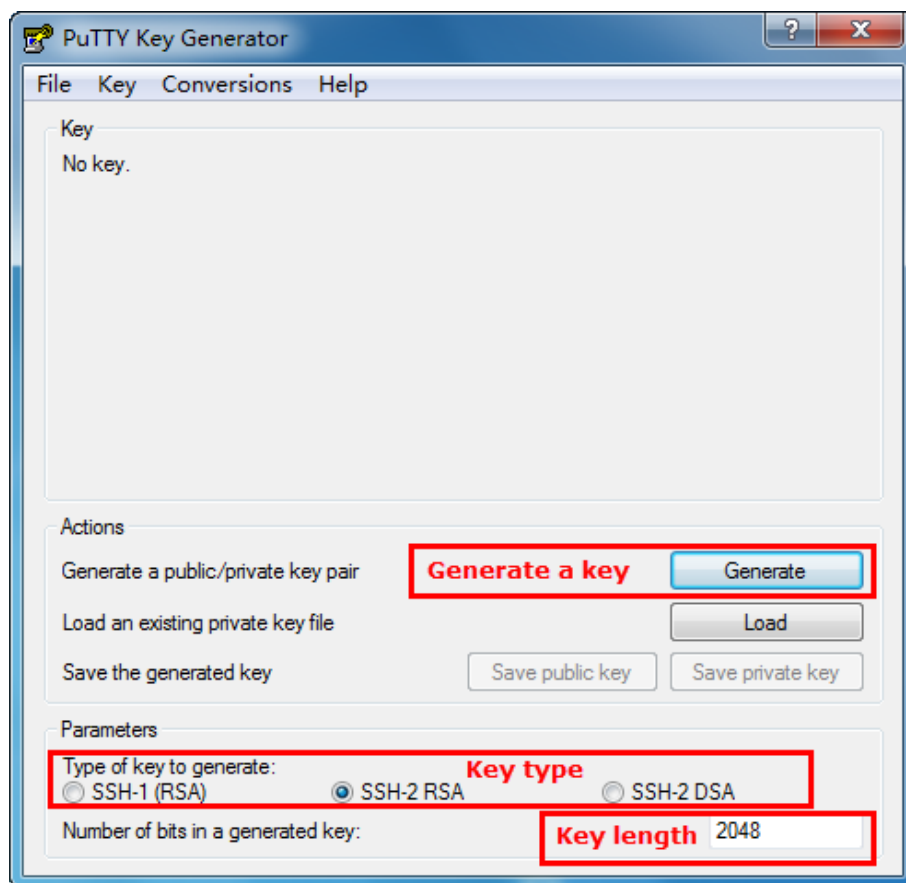 PuTTY Key Generator
? X
File Key Conversions Help
Key
No key.
Actions
Generate a public/private key pair Generate a key Generate
Load an existing private key file Load
Save the generated key Save public key Save private key
Parameters
Type of key to generate: Key type
SSH-1 (RSA) SSH-2 RSA SSH-2 DSA
Number of bits in a generated key: Key length 2048